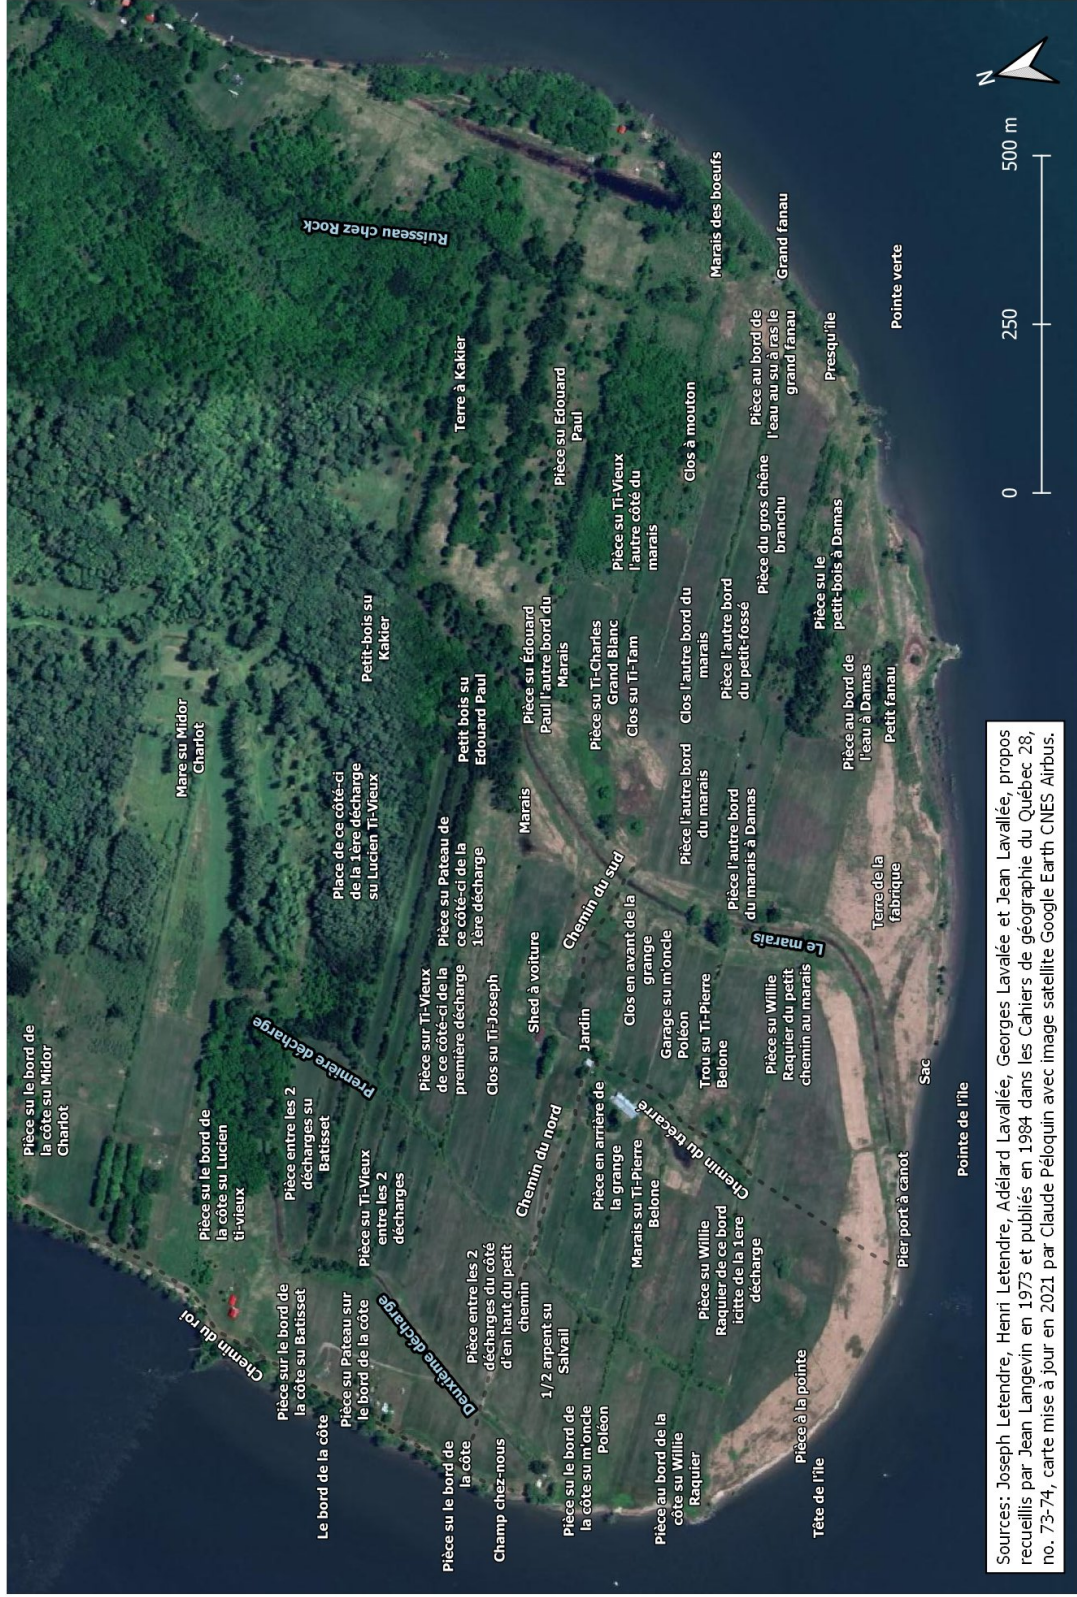 Pièce su le bord de
la côte su Midor
Charlot
Mare su Midor
Charlot
Chemin du roi
Pièce su le bord de
la côte su Lucien
ti-vieux
Première décharge
Ruisseau chez Rock
Pièce sur le bord de
la côte su Batisset
Pièce entre les 2
décharges su
Batisset
Le bord de la côte
Pièce su Pateau sur
le bord de la côte
Pièce su Ti-Vieux
entre les 2
décharges
Place de ce côté-ci
de la 1ère décharge
su Lucien Ti-Vieux
Petit-bois su
Kakier
Deuxième décharge
Pièce sur Ti-Vieux
de ce côté-ci de la
première décharge
Pièce su Pateau de
ce côté-ci de la
1ère décharge
Petit bois su
Edouard Paul
Terre à Kakier
Pièce su le bord de
la côte
Pièce entre les 2
décharges du côté
d'en haut du petit
chemin
Clos su Ti-Joseph
Champ chez-nous
Chemin du nord
Shed à voiture
Marais
Pièce su Édouard
Paul l'autre bord du
Marais
Pièce su Edouard
Paul
1/2 arpent su
Salvail
Chemin du sud
Pièce su le bord de
la côte su m'oncle
Poléon
Jardin
Pièce en arrière de
la grange
Pièce su Ti-Charles
Grand Blanc
Clos su Ti-Tam
Pièce su Ti-Vieux
l'autre côté du
marais
Marais su Ti-Pierre
Belone
Clos en avant de la
grange
Chemin du trécarré
Pièce au bord de la
côte su Willie
Raquier
Garage su m'oncle
Poléon
Pièce l'autre bord
du marais
Clos l'autre bord du
marais
Clos à mouton
Marais des boeufs
Pièce su Willie
Raquier de ce bord
icitte de la 1ere
décharge
Trou su Ti-Pierre
Belone
Pièce l'autre bord
du marais à Damas
Pièce l'autre bord
du petit-fossé
Pièce du gros chêne
branchu
Pièce au bord de
l'eau au su à ras le
grand fanau
Grand fanau
Pièce su Willie
Raquier du petit
chemin au marais
Le marais
Pièce à la pointe
Tête de l'île
Pièce su le
petit-bois à Damas
Presqu'île
Pièce au bord de
l'eau à Damas
Petit fanau
Terre de la
fabrique
Pointe verte
Pier port à canot
Sac
Pointe de l'île
Sources: Joseph Letendre, Henri Letendre, Adélard Lavallée, Georges Lavalée et Jean Lavallée, propos
recueillis par Jean Langevin en 1973 et publiés en 1984 dans les Cahiers de géographie du Québec 28,
no. 73-74, carte mise à jour en 2021 par Claude Péloquin avec image satellite Google Earth CNES Airbus.
0 250 500 m
N